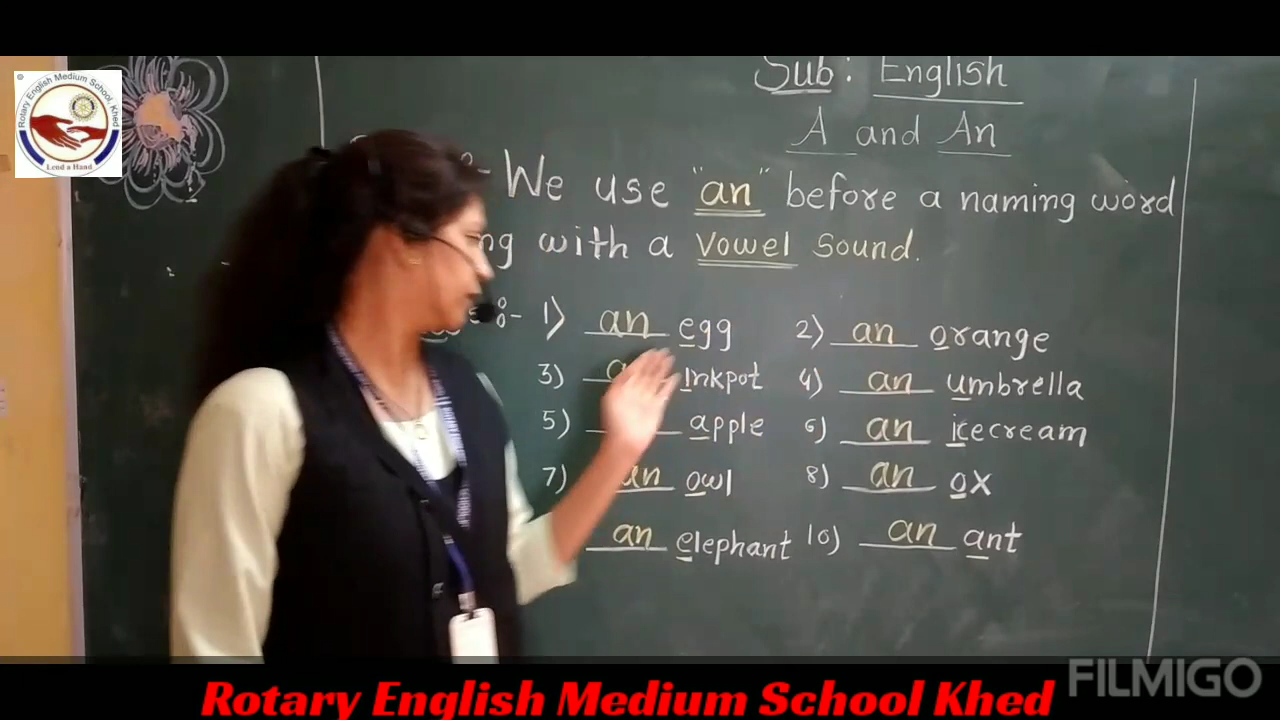 Rotary English Medium School, Khed
Lend a Hand
Sub: English
A and An
:- We use "an" before a naming word
with a vowel sound.
:- 1) an egg 2) an orange
3) inkpot 4) an umbrella
5) apple 6) an icecream
7) an owl 8) an ox
an elephant 10) an ant
Rotary English Medium School Khed
FILMIGO